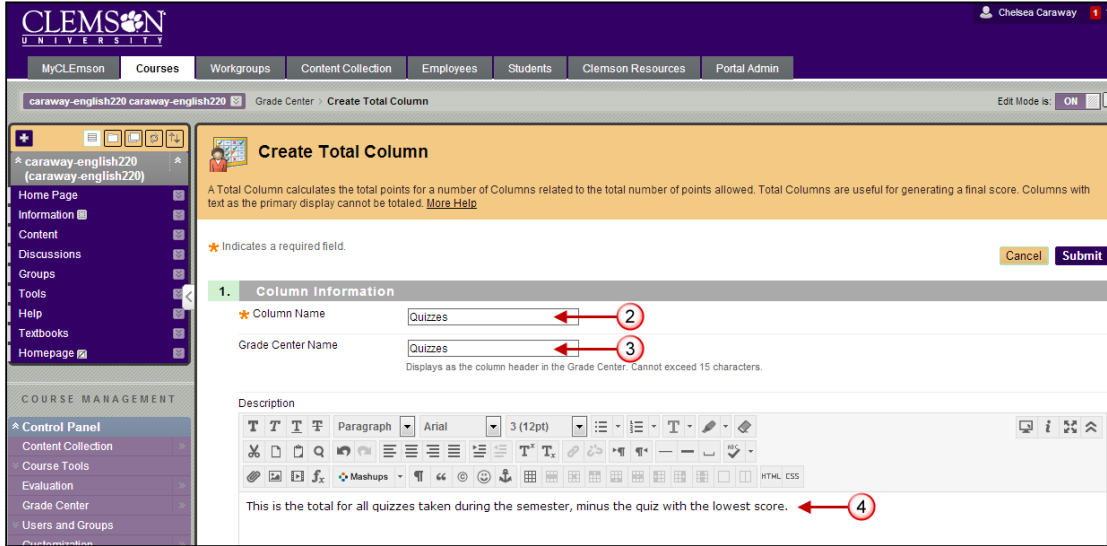 CLEMSON
UNIVERSITY
Chelsea Caraway 1
MyCLEmson Courses Workgroups Content Collection Employees Students Clemson Resources Portal Admin
caraway-english220 caraway-english220 Grade Center > Create Total Column Edit Mode is: ON
caraway-english220
(caraway-english220)
Home Page
Information
Content
Discussions
Groups
Tools
Help
Textbooks
Homepage
COURSE MANAGEMENT
Control Panel
Content Collection
Course Tools
Evaluation
Grade Center
Users and Groups
Customization
Create Total Column
A Total Column calculates the total points for a number of Columns related to the total number of points allowed. Total Columns are useful for generating a final score. Columns with
text as the primary display cannot be totaled. More Help
Indicates a required field.
Cancel Submit
1. Column Information
Column Name Quizzes 2
Grade Center Name Quizzes 3
Displays as the column header in the Grade Center. Cannot exceed 15 characters.
Description
T T T T Paragraph Arial 3 (12pt) T
Tx Tx ABC
fx Mashups HTML CSS
This is the total for all quizzes taken during the semester, minus the quiz with the lowest score. 4